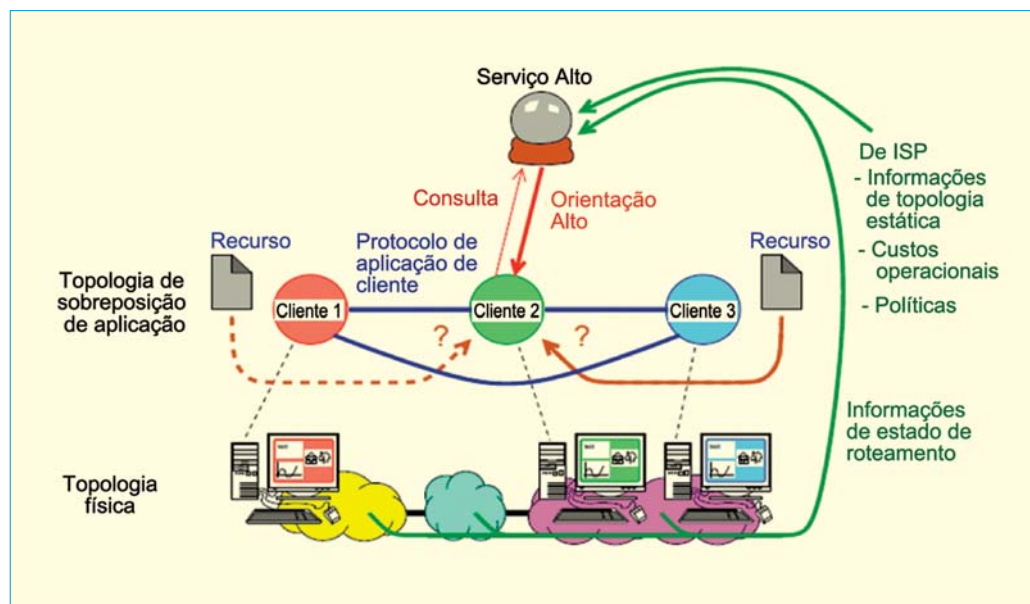 Serviço Alto
De ISP
- Informações
de topologia
estática
- Custos
operacionais
- Políticas
Consulta
Orientação
Alto
Recurso
Protocolo de
aplicação de
cliente
Recurso
Topologia de
sobreposição
de aplicação
Cliente 1
Cliente 2
Cliente 3
?
?
Informações
de estado de
roteamento
Topologia
física